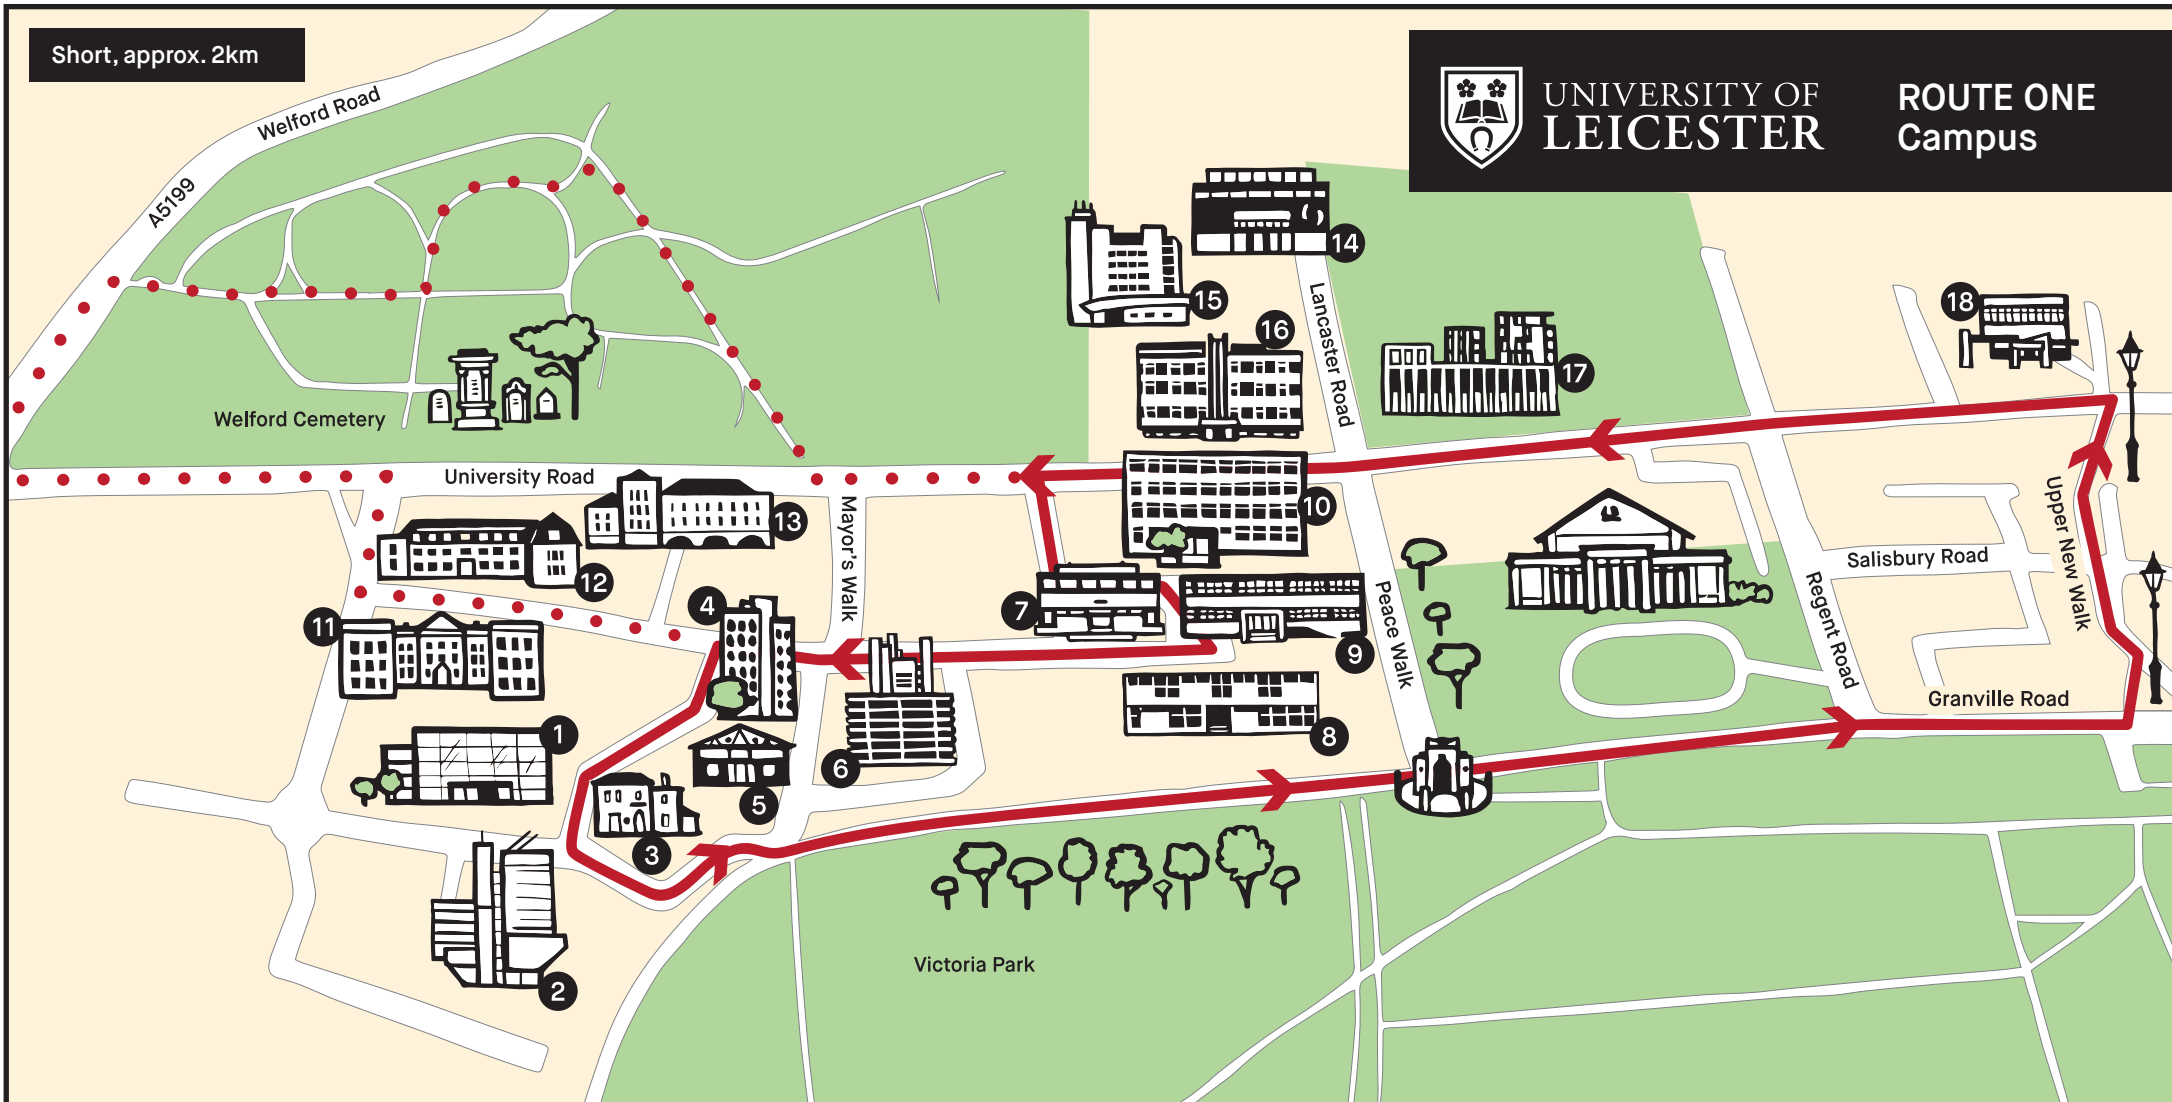 Short, approx. 2km
UNIVERSITY OF
LEICESTER
ROUTE ONE
Campus
Welford Road
A5199
Welford Cemetery
University Road
Mayor's Walk
Lancaster Road
Peace Walk
Regent Road
Salisbury Road
Upper New Walk
Granville Road
Victoria Park
14
15
16
17
18
10
13
12
11
4
7
9
1
6
8
5
3
2